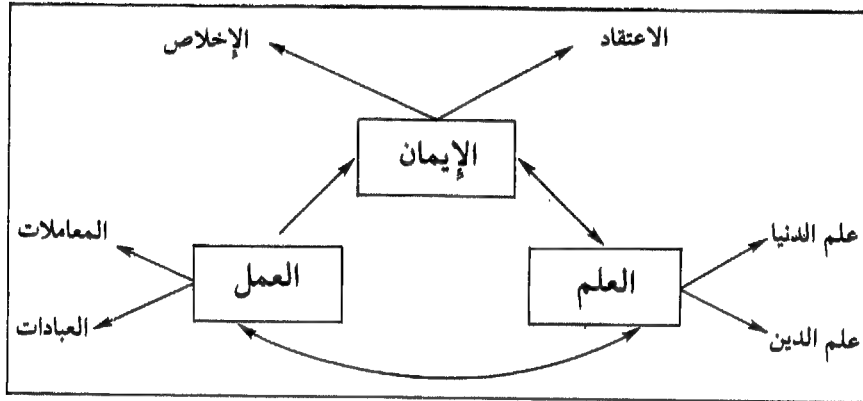 الاعتقاد
الإخلاص
الإيمان
علم الدنيا
المعاملات
العلم
العمل
علم الدين
العبادات